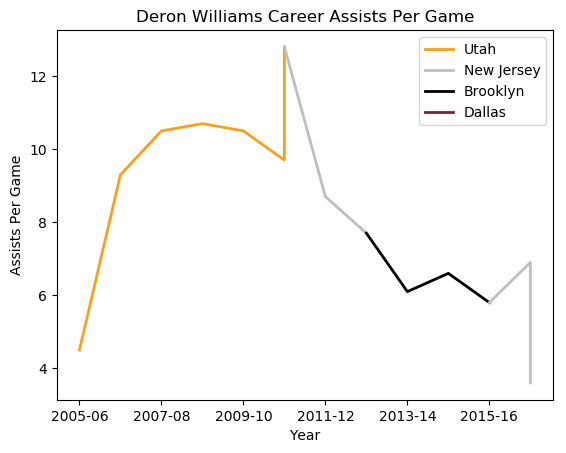 Deron Williams Career Assists Per Game
Utah
New Jersey
Brooklyn
Dallas
12
10
8
6
4
Assists Per Game
2005-06 2007-08 2009-10 2011-12 2013-14 2015-16
Year